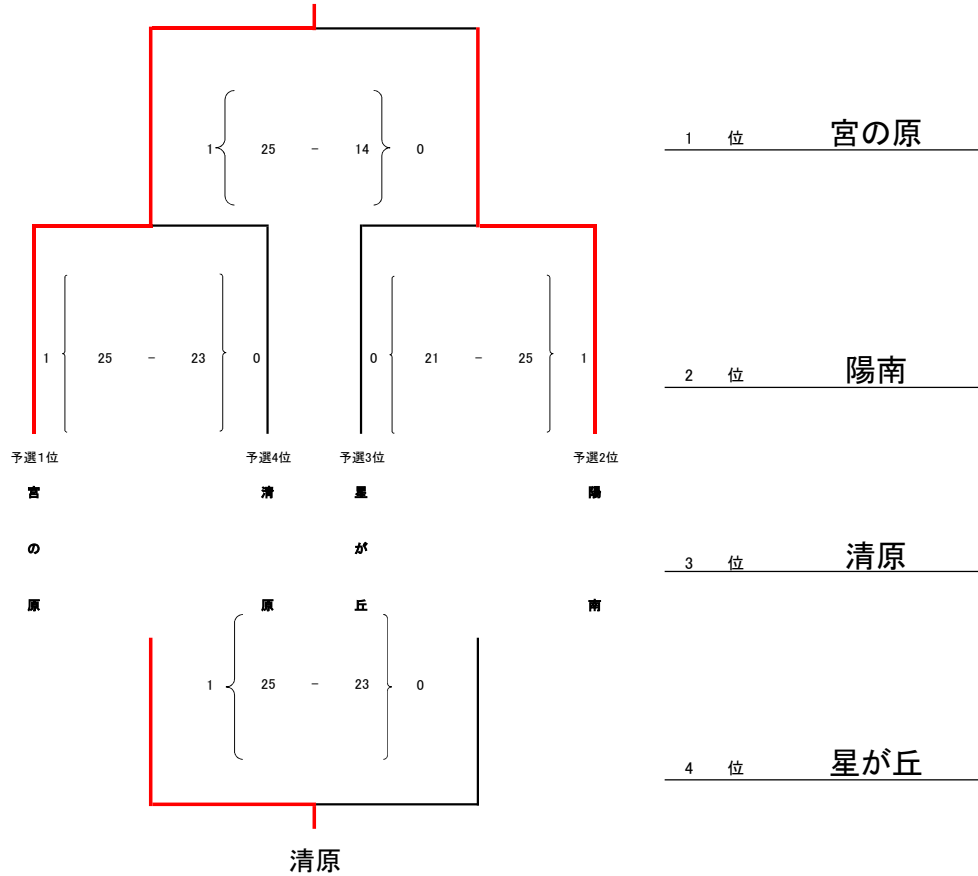 1 25 － 14 0
1 位 宮の原
1 25 － 23 0
0 21 － 25 1
2 位 陽南
予選1位 予選4位 予選3位 予選2位
宮の原
清原
星が丘
陽南
3 位 清原
1 25 － 23 0
4 位 星が丘
清原